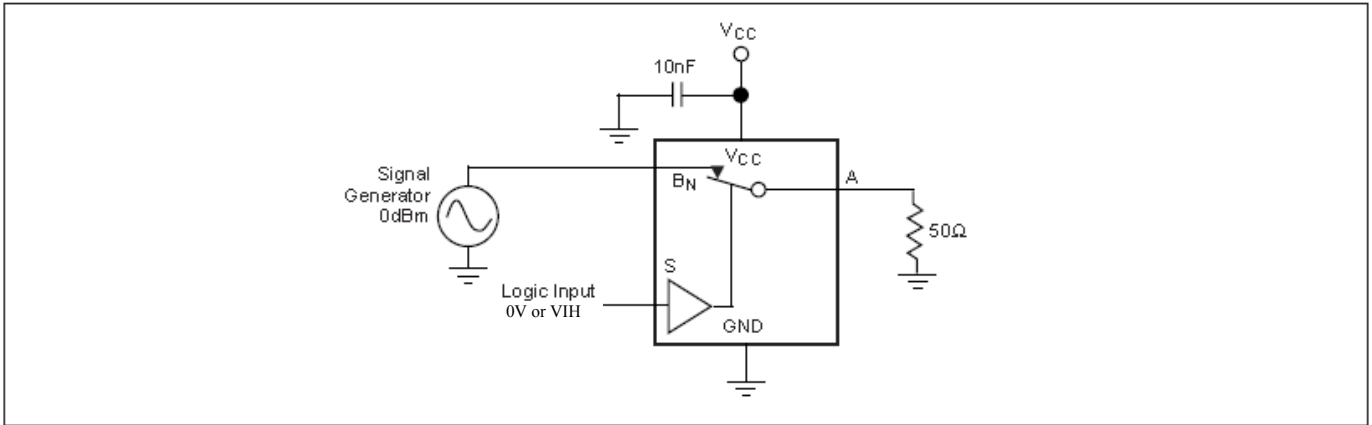 VCC
10nF
VCC
Signal
Generator
0dBm
BN
A
50Ω
S
Logic Input
0V or VIH
GND